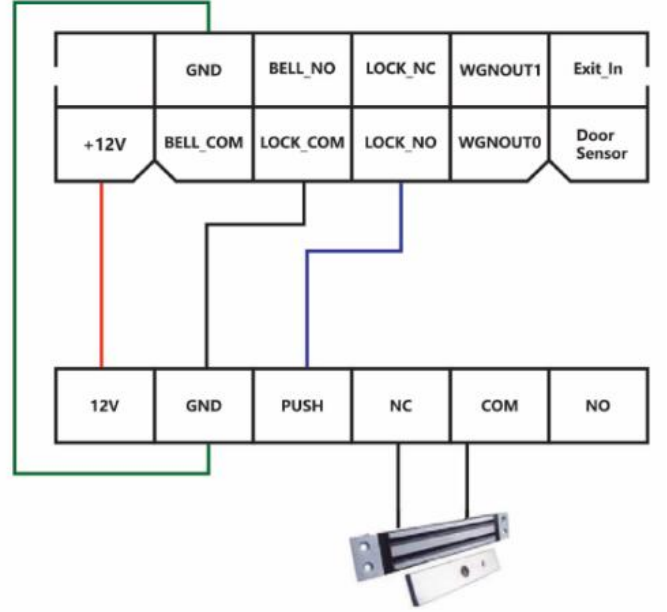 GND BELL_NO LOCK_NC WGNOUT1 Exit_In
+12V BELL_COM LOCK_COM LOCK_NO WGNOUT0 Door
Sensor
12V GND PUSH NC COM NO